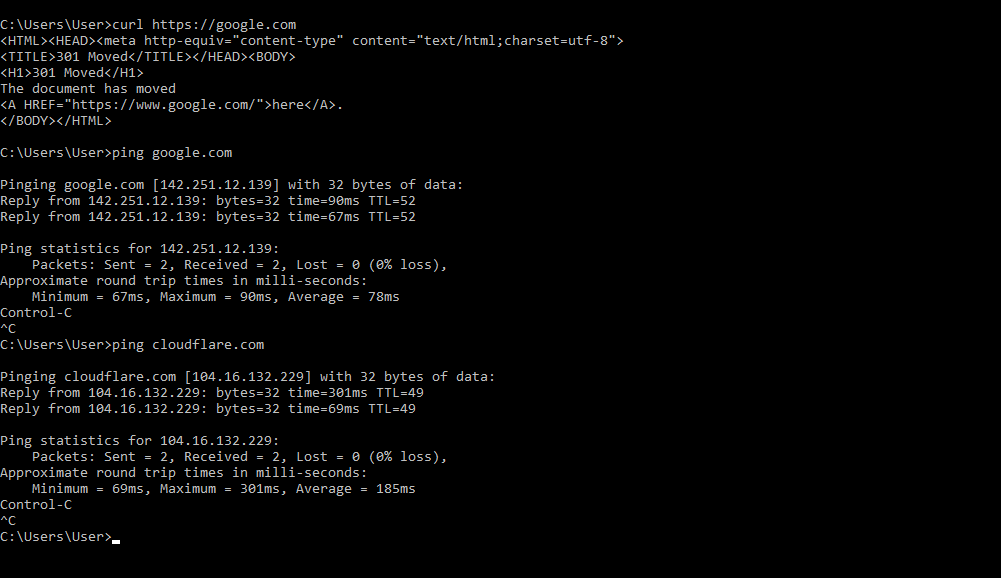 C:\Users\User>curl https://google.com
<HTML><HEAD><meta http-equiv="content-type" content="text/html;charset=utf-8">
<TITLE>301 Moved</TITLE></HEAD><BODY>
<H1>301 Moved</H1>
The document has moved
<A HREF="https://www.google.com/">here</A>.
</BODY></HTML>
C:\Users\User>ping google.com
Pinging google.com [142.251.12.139] with 32 bytes of data:
Reply from 142.251.12.139: bytes=32 time=90ms TTL=52
Reply from 142.251.12.139: bytes=32 time=67ms TTL=52
Ping statistics for 142.251.12.139:
    Packets: Sent = 2, Received = 2, Lost = 0 (0% loss),
Approximate round trip times in milli-seconds:
    Minimum = 67ms, Maximum = 90ms, Average = 78ms
Control-C
^C
C:\Users\User>ping cloudflare.com
Pinging cloudflare.com [104.16.132.229] with 32 bytes of data:
Reply from 104.16.132.229: bytes=32 time=301ms TTL=49
Reply from 104.16.132.229: bytes=32 time=69ms TTL=49
Ping statistics for 104.16.132.229:
    Packets: Sent = 2, Received = 2, Lost = 0 (0% loss),
Approximate round trip times in milli-seconds:
    Minimum = 69ms, Maximum = 301ms, Average = 185ms
Control-C
^C
C:\Users\User>